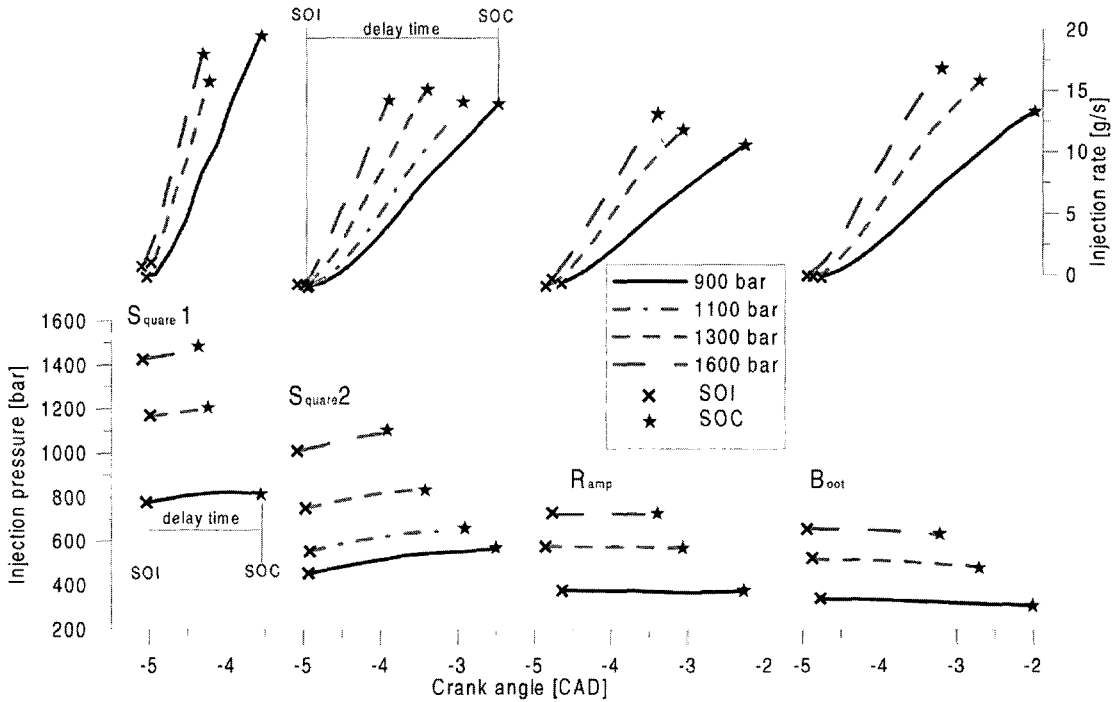 SOI SOC
delay time
20
15
10
5
0
Injection rate [g/s]
900 bar
1100 bar
1300 bar
1600 bar
SOI
SOC
Square 1
Square2
Ramp
Boot
1600
1400
1200
1000
800
600
400
200
Injection pressure [bar]
delay time
SOI SOC
-5 -4 -5 -4 -3 -5 -4 -3 -2 -5 -4 -3 -2
Crank angle [CAD]